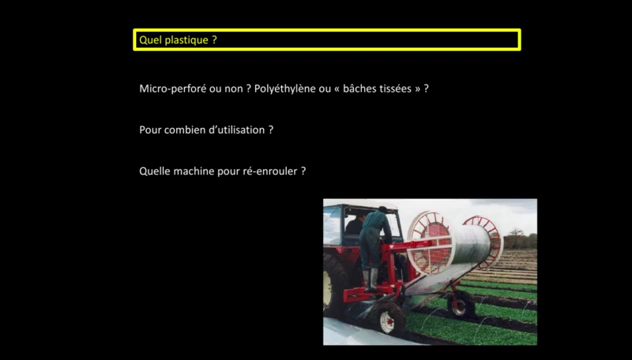 Quel plastique ?
Micro-perforé ou non ? Polyéthylène ou « bâches tissées » ?
Pour combien d'utilisation ?
Quelle machine pour ré-enrouler ?